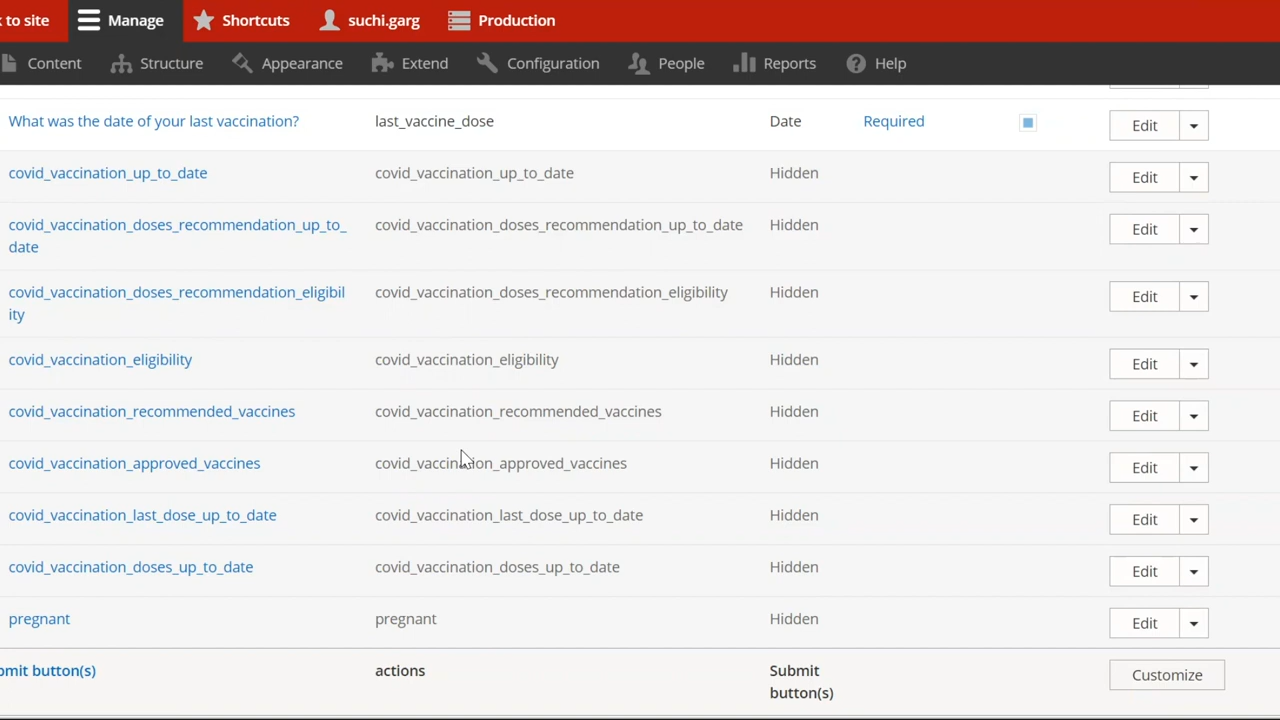 k to site Manage Shortcuts suchi.garg Production
Content Structure Appearance Extend Configuration People Reports Help
What was the date of your last vaccination? last_vaccine_dose Date Required Edit
covid_vaccination_up_to_date covid_vaccination_up_to_date Hidden Edit
covid_vaccination_doses_recommendation_up_to_ covid_vaccination_doses_recommendation_up_to_date Hidden Edit
date
covid_vaccination_doses_recommendation_eligibil covid_vaccination_doses_recommendation_eligibility Hidden Edit
ity
covid_vaccination_eligibility covid_vaccination_eligibility Hidden Edit
covid_vaccination_recommended_vaccines covid_vaccination_recommended_vaccines Hidden Edit
covid_vaccination_approved_vaccines covid_vaccination_approved_vaccines Hidden Edit
covid_vaccination_last_dose_up_to_date covid_vaccination_last_dose_up_to_date Hidden Edit
covid_vaccination_doses_up_to_date covid_vaccination_doses_up_to_date Hidden Edit
pregnant pregnant Hidden Edit
bmit button(s) actions Submit Customize
button(s)